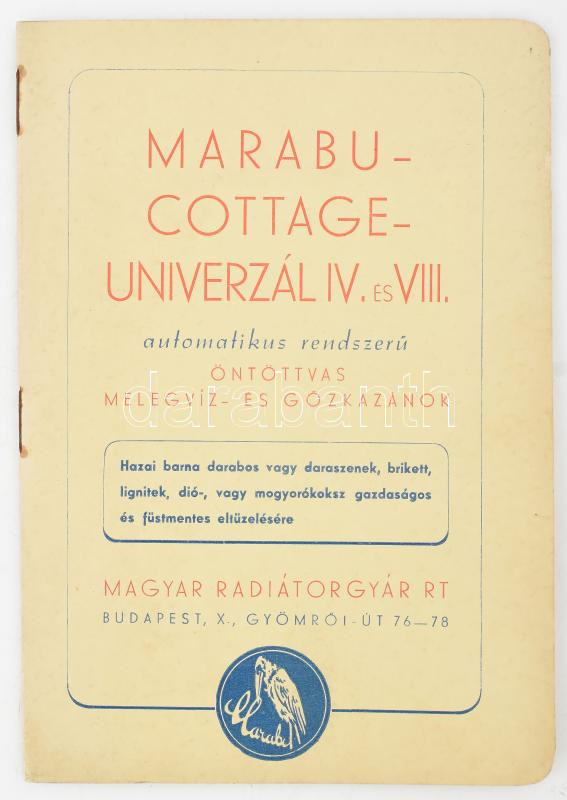 MARABU-
COTTAGE-
UNIVERZÁL IV. ÉS VIII.
automatikus rendszerű
ÖNTÖTTVAS
MELEGVÍZ- ÉS GŐZKAZÁNOK
darabanth
Hazai barna darabos vagy daraszenek, brikett,
lignitek, dió-, vagy mogyorókoksz gazdaságos
és füstmentes eltüzelésére
MAGYAR RADIÁTORGYÁR RT
BUDAPEST, X., GYÖMRŐI-ÚT 76—78
Marabu